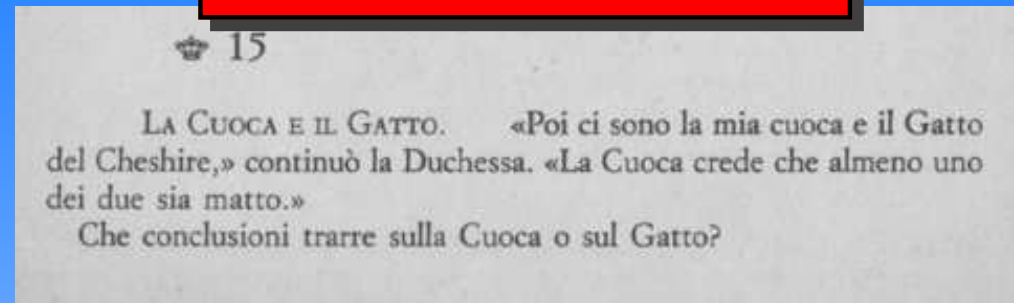 ♚ 15
LA CUOCA E IL GATTO. «Poi ci sono la mia cuoca e il Gatto
del Cheshire,» continuò la Duchessa. «La Cuoca crede che almeno uno
dei due sia matto.»
Che conclusioni trarre sulla Cuoca o sul Gatto?